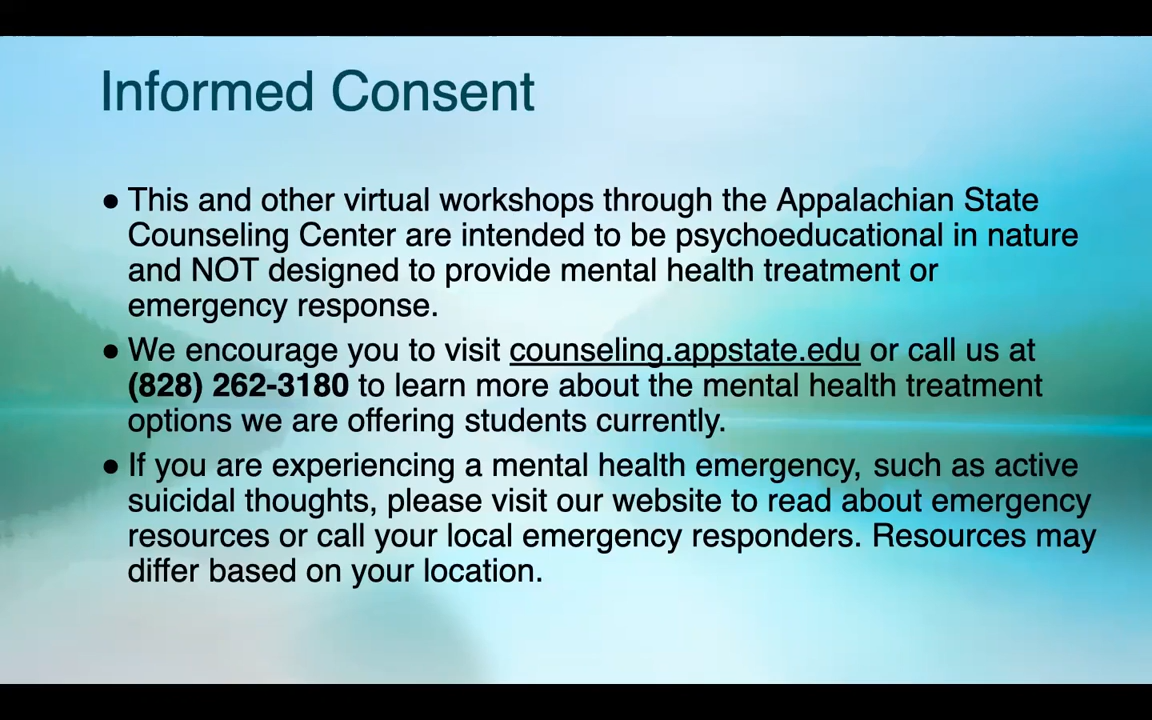 Informed Consent
● This and other virtual workshops through the Appalachian State
Counseling Center are intended to be psychoeducational in nature
and NOT designed to provide mental health treatment or
emergency response.
● We encourage you to visit counseling.appstate.edu or call us at
(828) 262-3180 to learn more about the mental health treatment
options we are offering students currently.
● If you are experiencing a mental health emergency, such as active
suicidal thoughts, please visit our website to read about emergency
resources or call your local emergency responders. Resources may
differ based on your location.